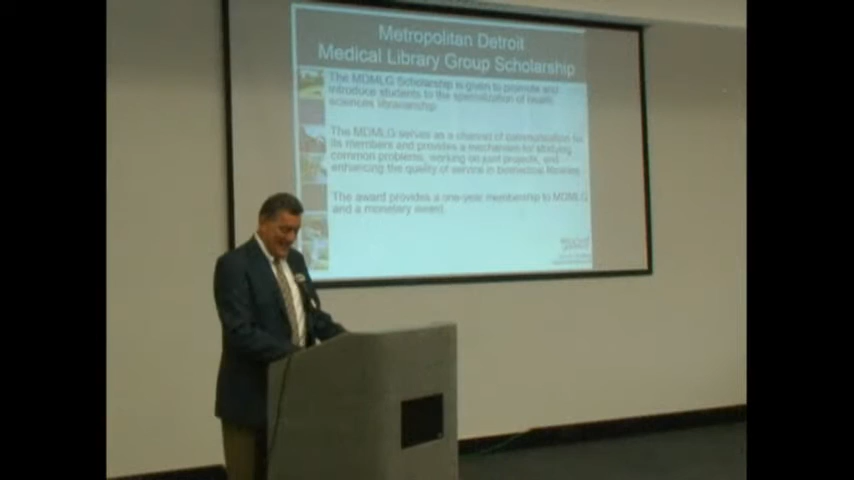 Metropolitan Detroit
Medical Library Group Scholarship
The MDMLG Scholarship is given to promote and
introduce students to the specialization of health
sciences librarianship.
The MDMLG serves as a channel of communication for
its members and provides a mechanism for studying
common problems, working on joint projects, and
enhancing the quality of service in biomedical libraries.
The award provides a one-year membership to MDMLG
and a monetary award.